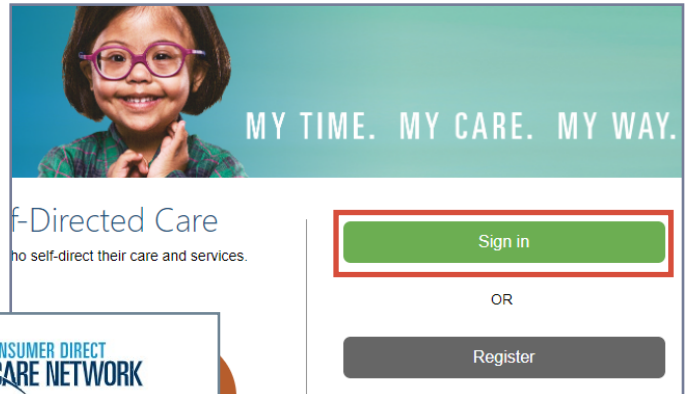 MY TIME. MY CARE. MY WAY.
f-Directed Care
ho self-direct their care and services.
Sign in
OR
Register
NSUMER DIRECT
CARE NETWORK